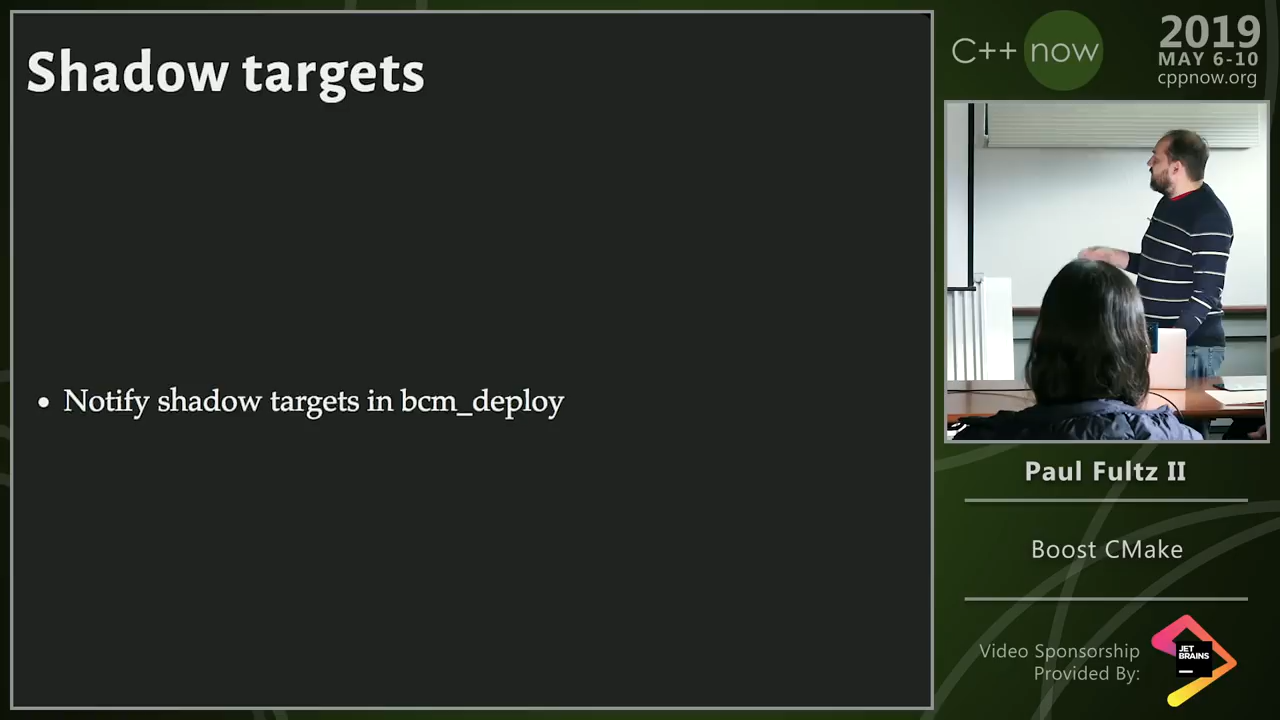 Shadow targets
• Notify shadow targets in bcm_deploy
C++ now
2019
MAY 6-10
cppnow.org
Paul Fultz II
Boost CMake
Video Sponsorship
Provided By:
JET
BRAINS